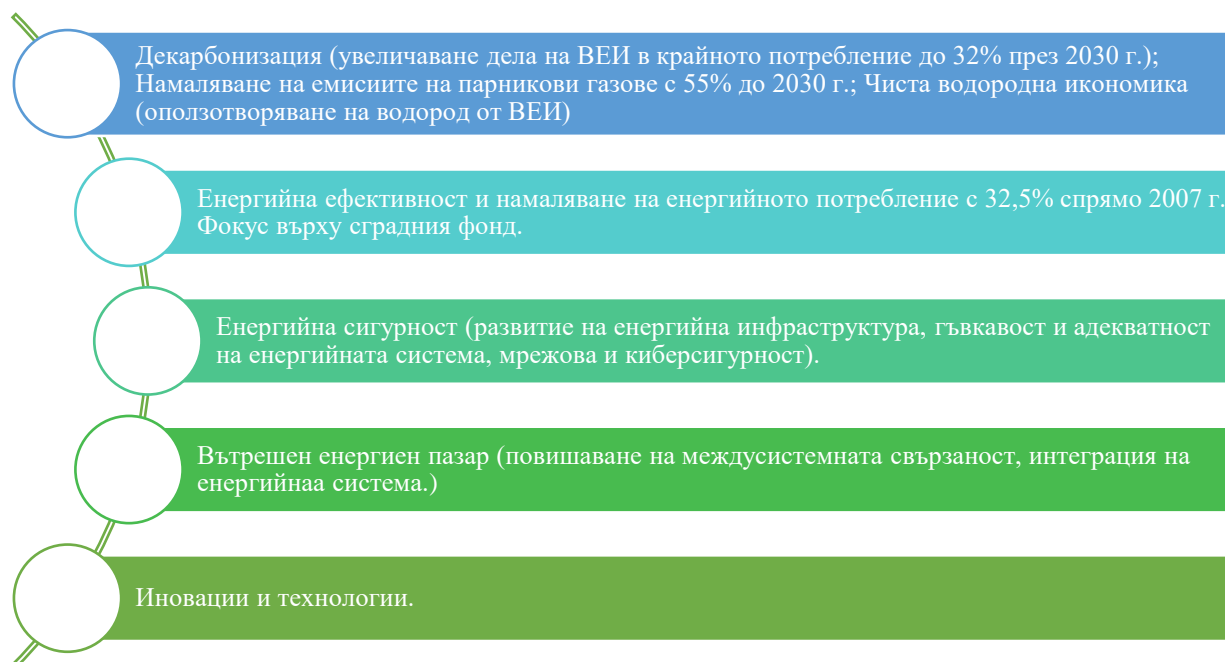 Декарбонизация (увеличаване дела на ВЕИ в крайното потребление до 32% през 2030 г.);
Намаляване на емисиите на парникови газове с 55% до 2030 г.; Чиста водородна икономика
(оползотворяване на водород от ВЕИ)
Енергийна ефективност и намаляване на енергийното потребление с 32,5% спрямо 2007 г.
Фокус върху сградния фонд.
Енергийна сигурност (развитие на енергийна инфраструктура, гъвкавост и адекватност
на енергийната система, мрежова и киберсигурност).
Вътрешен енергиен пазар (повишаване на междусистемната свързаност, интеграция на
енергийнаа система.)
Иновации и технологии.